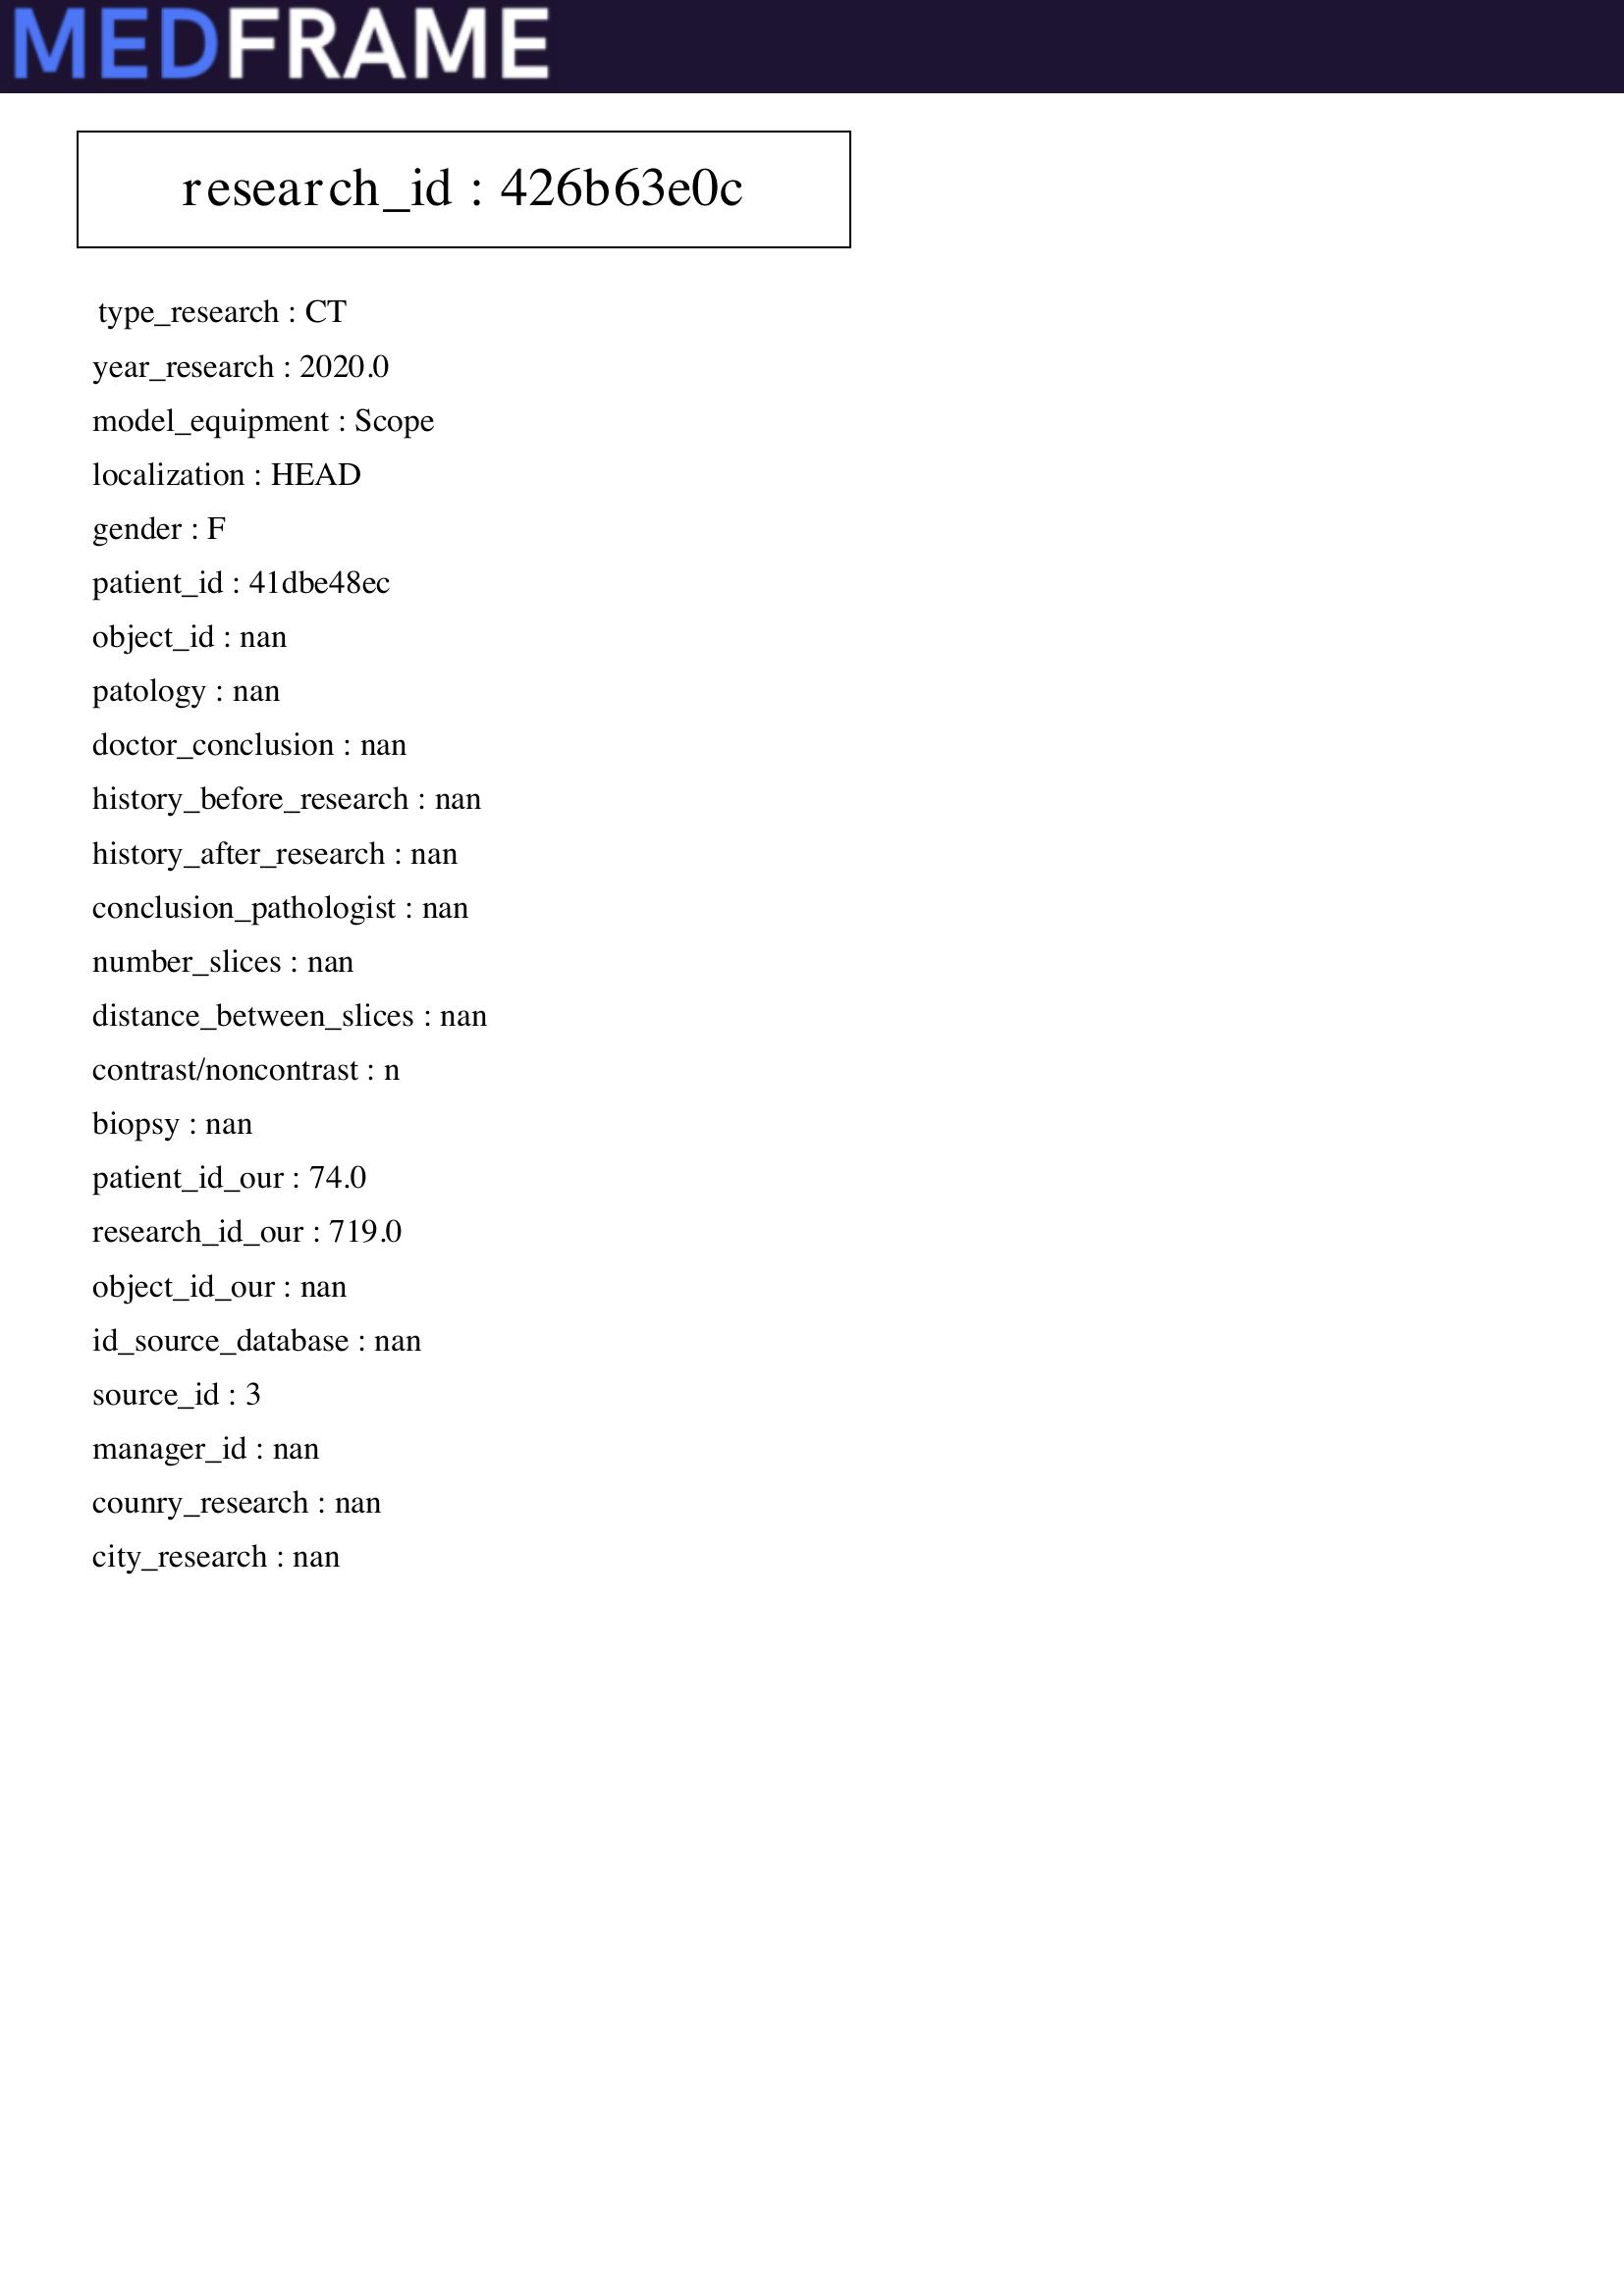 MEDFRAME
research_id : 426b63e0c
type_research : CT
year_research : 2020.0
model_equipment : Scope
localization : HEAD
gender : F
patient_id : 41dbe48ec
object_id : nan
patology : nan
doctor_conclusion : nan
history_before_research : nan
history_after_research : nan
conclusion_pathologist : nan
number_slices : nan
distance_between_slices : nan
contrast/noncontrast : n
biopsy : nan
patient_id_our : 74.0
research_id_our : 719.0
object_id_our : nan
id_source_database : nan
source_id : 3
manager_id : nan
counry_research : nan
city_research : nan